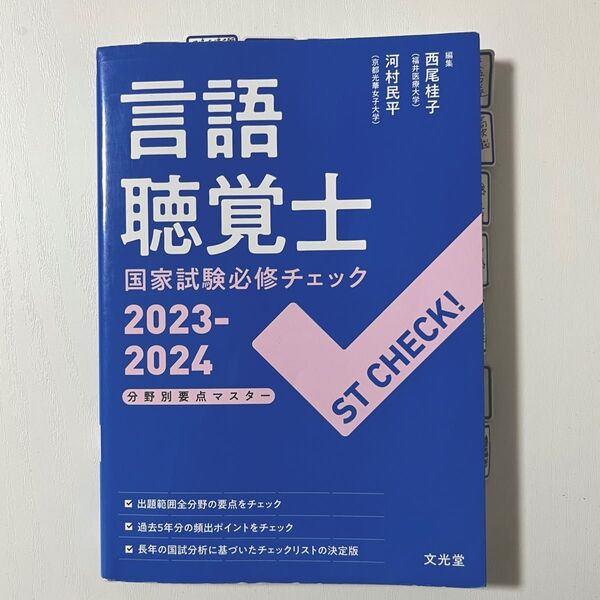 編集
西尾桂子
（福井医療大学）
河村民平
（京都光華女子大学）
言語
聴覚士
国家試験必修チェック
2023-
2024
分野別要点マスター
ST CHECK!
出題範囲全分野の要点をチェック
過去5年分の頻出ポイントをチェック
長年の国試分析に基づいたチェックリストの決定版
文光堂